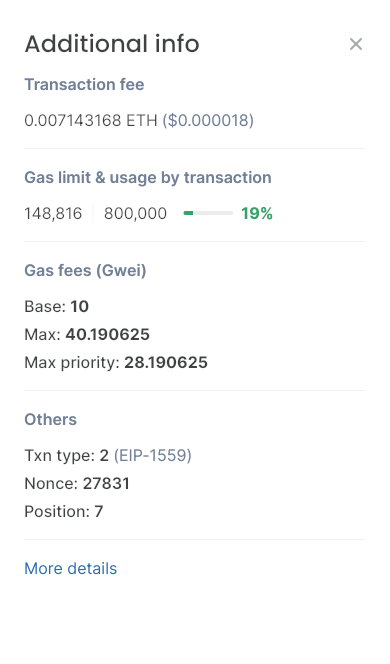 Additional info
Transaction fee
0.007143168 ETH ($0.000018)
Gas limit & usage by transaction
148,816 800,000 19%
Gas fees (Gwei)
Base: 10
Max: 40.190625
Max priority: 28.190625
Others
Txn type: 2 (EIP-1559)
Nonce: 27831
Position: 7
More details